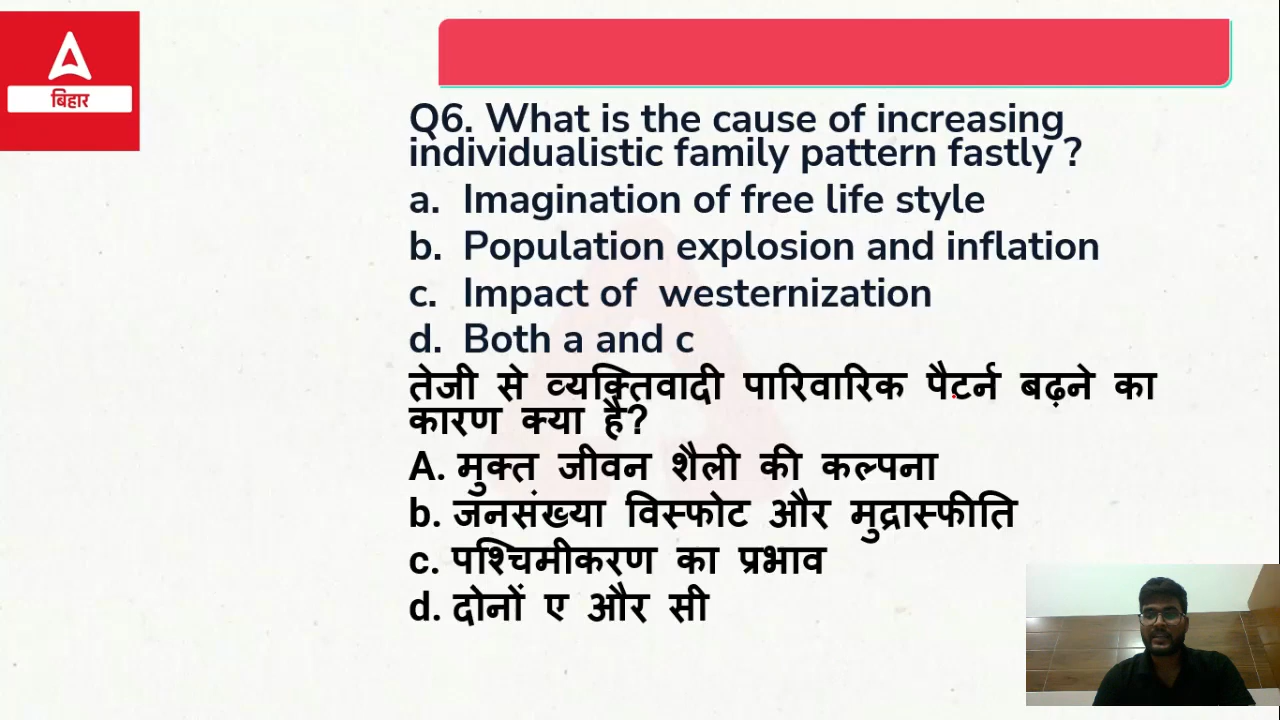 बिहार
Q6. What is the cause of increasing
individualistic family pattern fastly ?
a. Imagination of free life style
b. Population explosion and inflation
c. Impact of westernization
d. Both a and c
तेजी से व्यक्तिवादी पारिवारिक पैटर्न बढ़ने का
कारण क्या है?
A. मुक्त जीवन शैली की कल्पना
b. जनसंख्या विस्फोट और मुद्रास्फीति
c. पश्चिमीकरण का प्रभाव
d. दोनों ए और सी